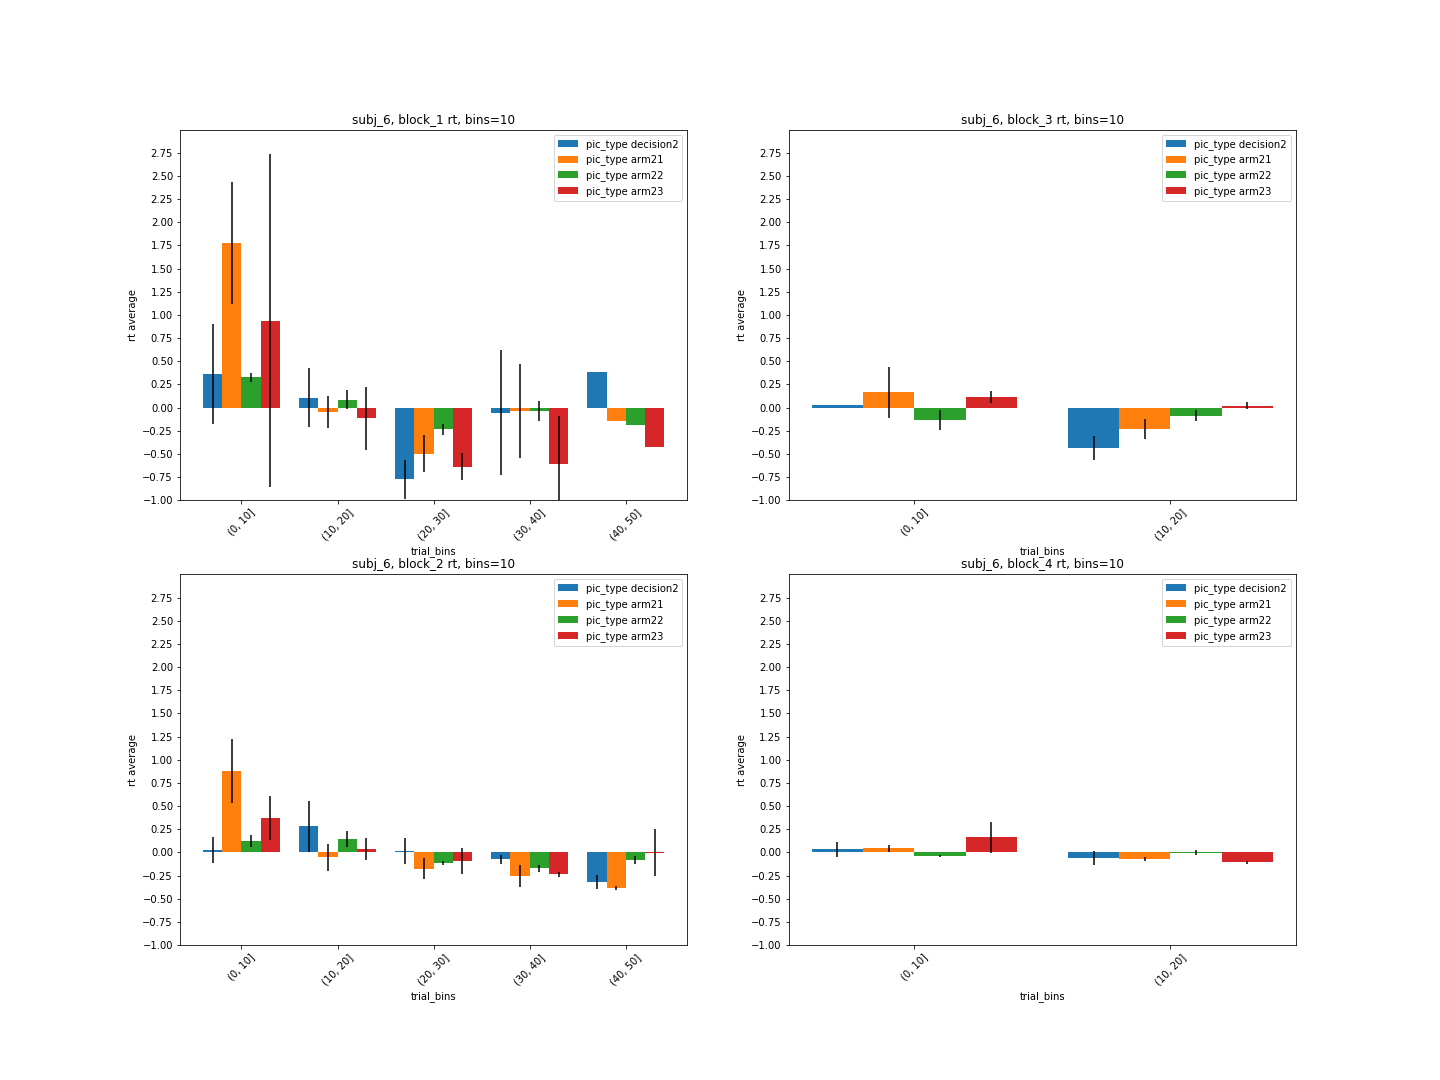 subj_6, block_1 rt, bins=10
pic_type decision2
pic_type arm21
pic_type arm22
pic_type arm23
2.75
2.50
2.25
2.00
1.75
1.50
1.25
1.00
0.75
0.50
0.25
0.00
−0.25
−0.50
−0.75
−1.00
rt average
(0, 10]
(10, 20]
(20, 30]
(30, 40]
(40, 50]
trial_bins
subj_6, block_3 rt, bins=10
pic_type decision2
pic_type arm21
pic_type arm22
pic_type arm23
2.75
2.50
2.25
2.00
1.75
1.50
1.25
1.00
0.75
0.50
0.25
0.00
−0.25
−0.50
−0.75
−1.00
rt average
(0, 10]
(10, 20]
trial_bins
subj_6, block_2 rt, bins=10
pic_type decision2
pic_type arm21
pic_type arm22
pic_type arm23
2.75
2.50
2.25
2.00
1.75
1.50
1.25
1.00
0.75
0.50
0.25
0.00
−0.25
−0.50
−0.75
−1.00
rt average
(0, 10]
(10, 20]
(20, 30]
(30, 40]
(40, 50]
trial_bins
subj_6, block_4 rt, bins=10
pic_type decision2
pic_type arm21
pic_type arm22
pic_type arm23
2.75
2.50
2.25
2.00
1.75
1.50
1.25
1.00
0.75
0.50
0.25
0.00
−0.25
−0.50
−0.75
−1.00
rt average
(0, 10]
(10, 20]
trial_bins